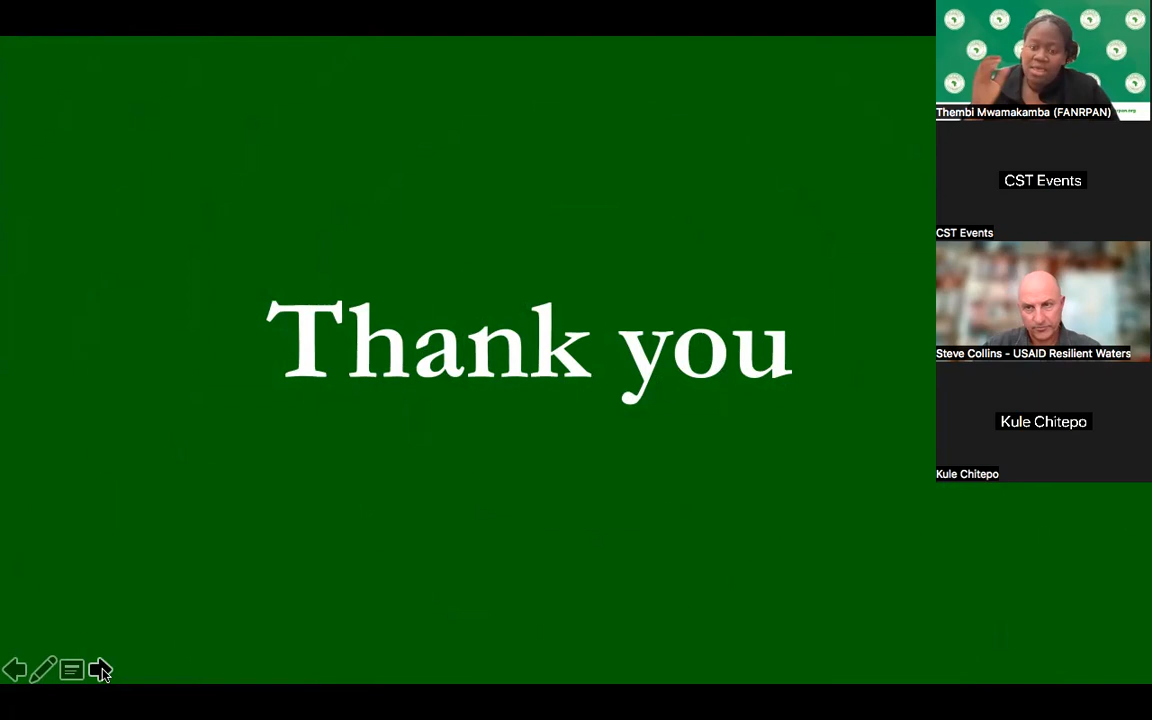 Thank you
Thembi Mwamakamba (FANRPAN)
CST Events
CST Events
Steve Collins - USAID Resilient Waters
Kule Chitepo
Kule Chitepo